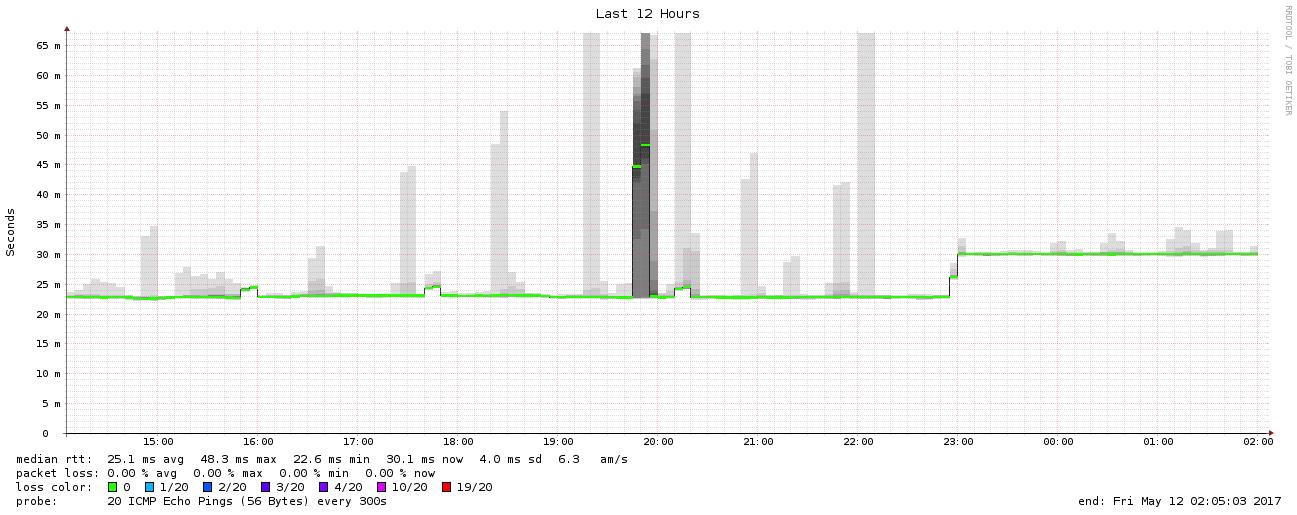 Last 12 Hours
RRDTOOL / TOBI OETIKER
Seconds
65 m
60 m
55 m
50 m
45 m
40 m
35 m
30 m
25 m
20 m
15 m
10 m
5 m
0
15:00 16:00 17:00 18:00 19:00 20:00 21:00 22:00 23:00 00:00 01:00 02:00
median rtt: 25.1 ms avg 48.3 ms max 22.6 ms min 30.1 ms now 4.0 ms sd 6.3 am/s
packet loss: 0.00 % avg 0.00 % max 0.00 % min 0.00 % now
loss color: 0 1/20 2/20 3/20 4/20 10/20 19/20
probe: 20 ICMP Echo Pings (56 Bytes) every 300s end: Fri May 12 02:05:03 2017